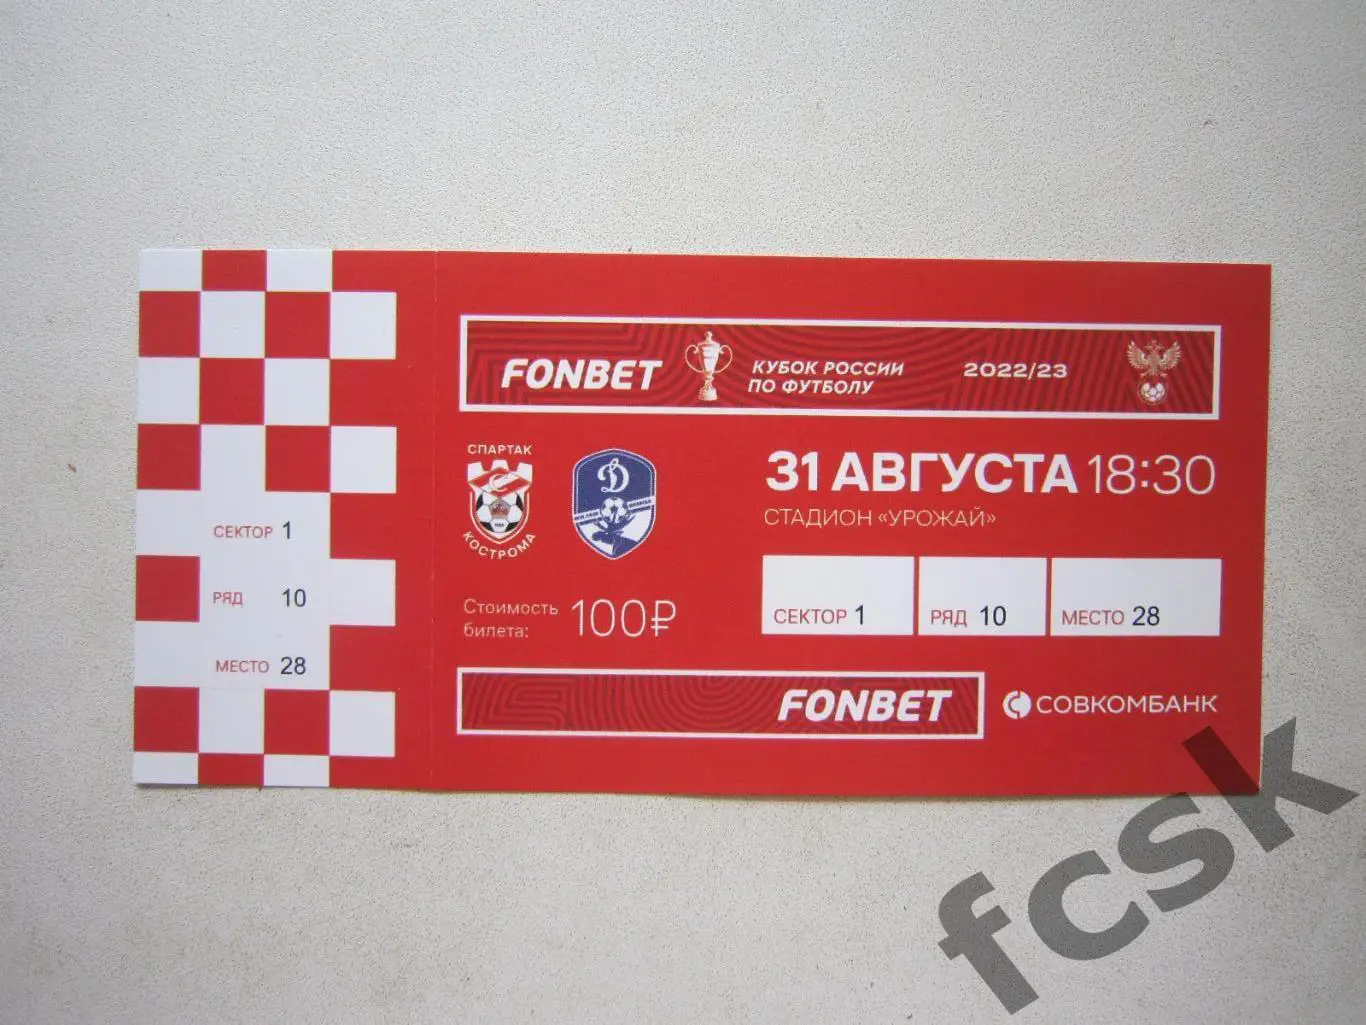 FONBET
КУБОК РОССИИ
ПО ФУТБОЛУ
2022/23
СПАРТАК
КОСТРОМА
Д
31 АВГУСТА 18:30
СТАДИОН «УРОЖАЙ»
СЕКТОР 1
РЯД 10
МЕСТО 28
Стоимость
билета:
100₽
СЕКТОР 1
РЯД 10
МЕСТО 28
FONBET
СОВКОМБАНК
fcsk